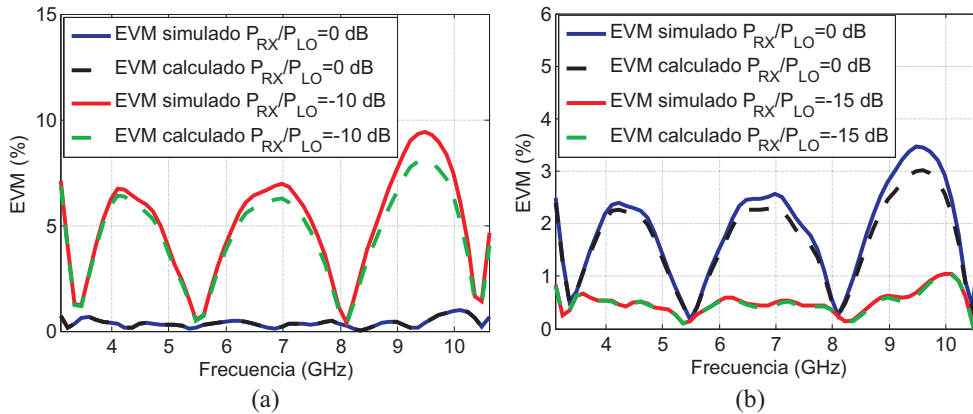 (a)
15
10
5
0
EVM (%)
EVM simulado P_RX/P_LO=0 dB
EVM calculado P_RX/P_LO=0 dB
EVM simulado P_RX/P_LO=-10 dB
EVM calculado P_RX/P_LO=-10 dB
4 5 6 7 8 9 10
Frecuencia (GHz)
(a)
(b)
6
5
4
3
2
1
0
EVM (%)
EVM simulado P_RX/P_LO=0 dB
EVM calculado P_RX/P_LO=0 dB
EVM simulado P_RX/P_LO=-15 dB
EVM calculado P_RX/P_LO=-15 dB
4 5 6 7 8 9 10
Frecuencia (GHz)
(b)